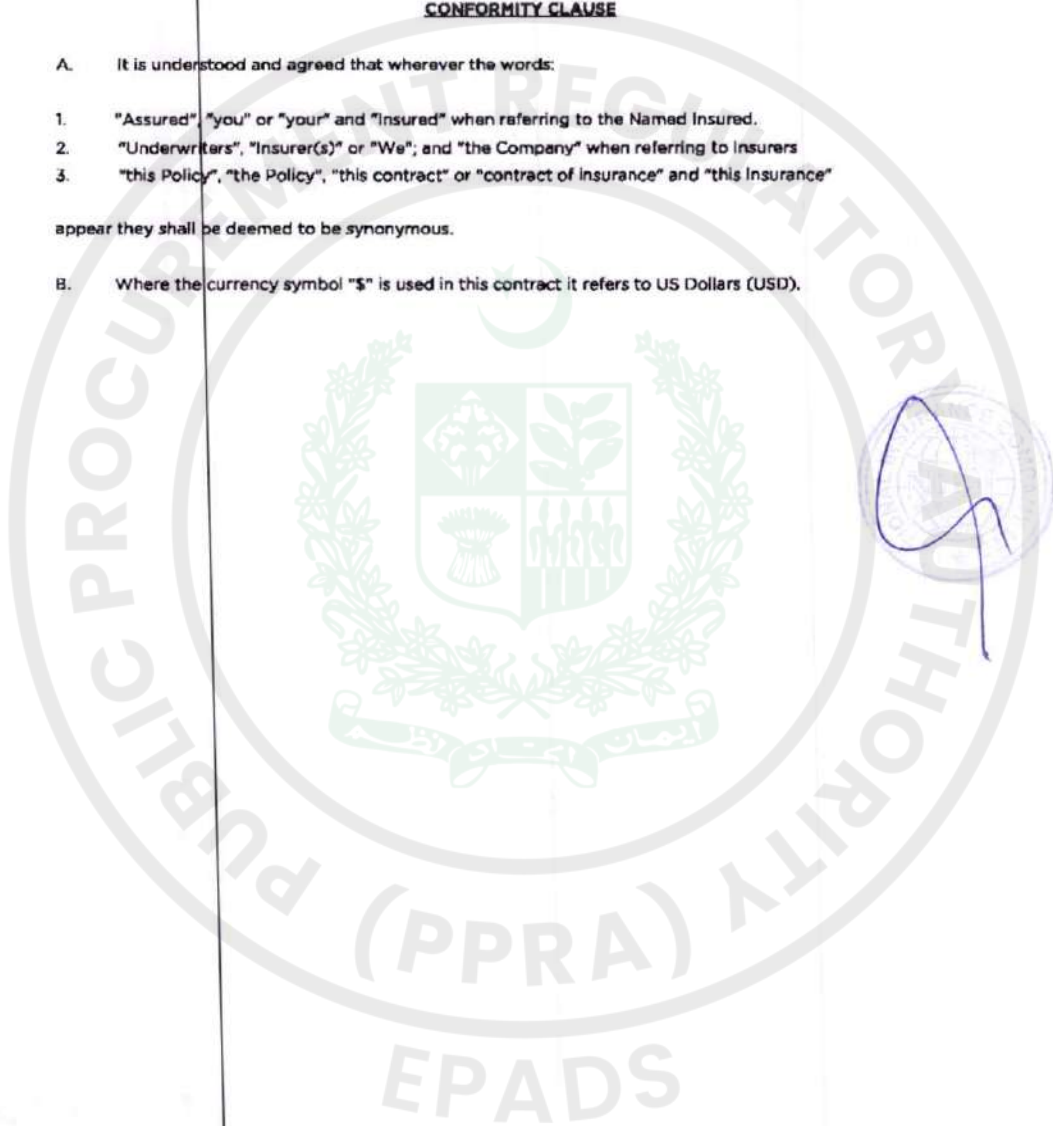 CONFORMITY CLAUSE
A. It is understood and agreed that wherever the words:
1. "Assured", "you" or "your" and "Insured" when referring to the Named Insured.
2. "Underwriters", "Insurer(s)" or "We"; and "the Company" when referring to Insurers
3. "this Policy", "the Policy", "this contract" or "contract of insurance" and "this Insurance"
appear they shall be deemed to be synonymous.
B. Where the currency symbol "$" is used in this contract it refers to US Dollars (USD).
PUBLIC PROCUREMENT REGULATORY AUTHORITY
(PPRA)
EPADS